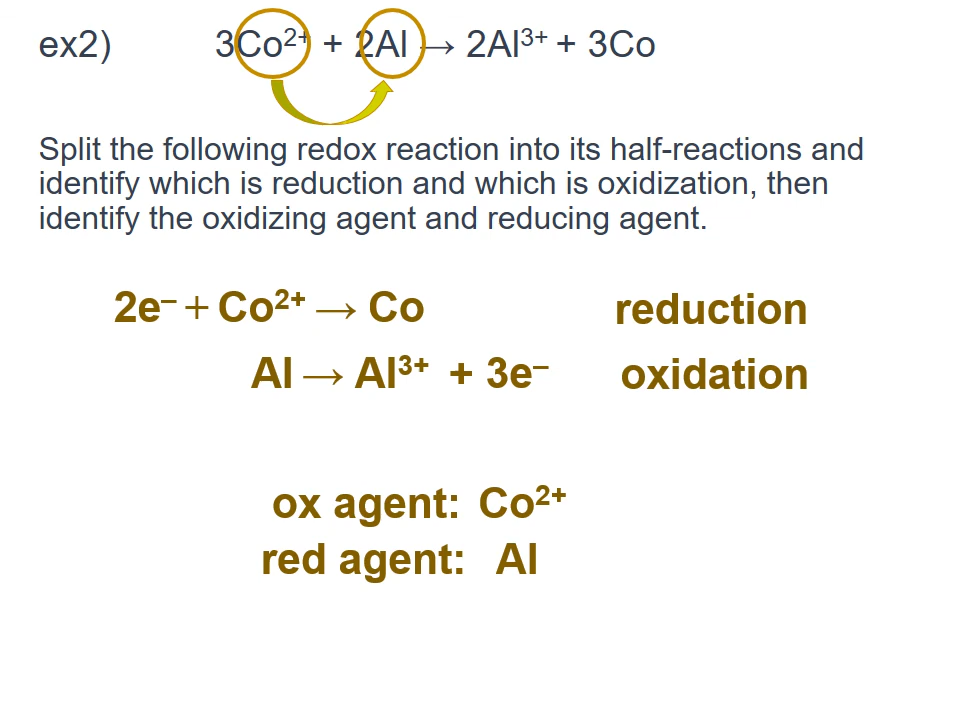 ex2) 3Co²⁺ + 2Al → 2Al³⁺ + 3Co
Split the following redox reaction into its half-reactions and
identify which is reduction and which is oxidization, then
identify the oxidizing agent and reducing agent.
2e⁻ + Co²⁺ → Co reduction
Al → Al³⁺ + 3e⁻ oxidation
ox agent: Co²⁺
red agent: Al